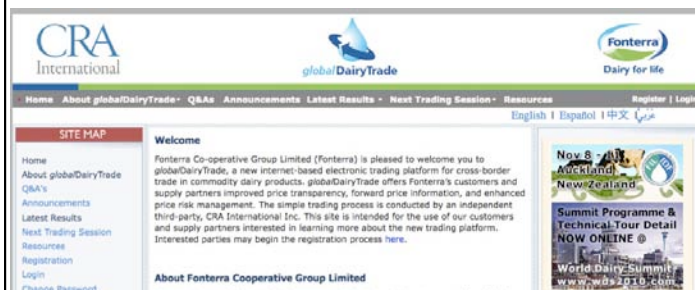 CRA
International
globalDairyTrade
Fonterra
Dairy for life
Home About globalDairyTrade Q&As Announcements Latest Results Next Trading Session Resources Register | Login
English | Español | 中文 | عربي
SITE MAP
Home
About globalDairyTrade
Q&A's
Announcements
Latest Results
Next Trading Session
Resources
Registration
Login
Change Password
Welcome
Fonterra Co-operative Group Limited (Fonterra) is pleased to welcome you to
globalDairyTrade, a new internet-based electronic trading platform for cross-border
trade in commodity dairy products. globalDairyTrade offers Fonterra's customers and
supply partners improved price transparency, forward price information, and enhanced
price risk management. The simple trading process is conducted by an independent
third-party, CRA International Inc. This site is intended for the use of our customers
and supply partners interested in learning more about the new trading platform.
Interested parties may begin the registration process here.
About Fonterra Cooperative Group Limited
Nov 8 - 11
Auckland
New Zealand
Summit Programme &
Technical Tour Detail
NOW ONLINE @
World Dairy Summit
www.wds2010.com